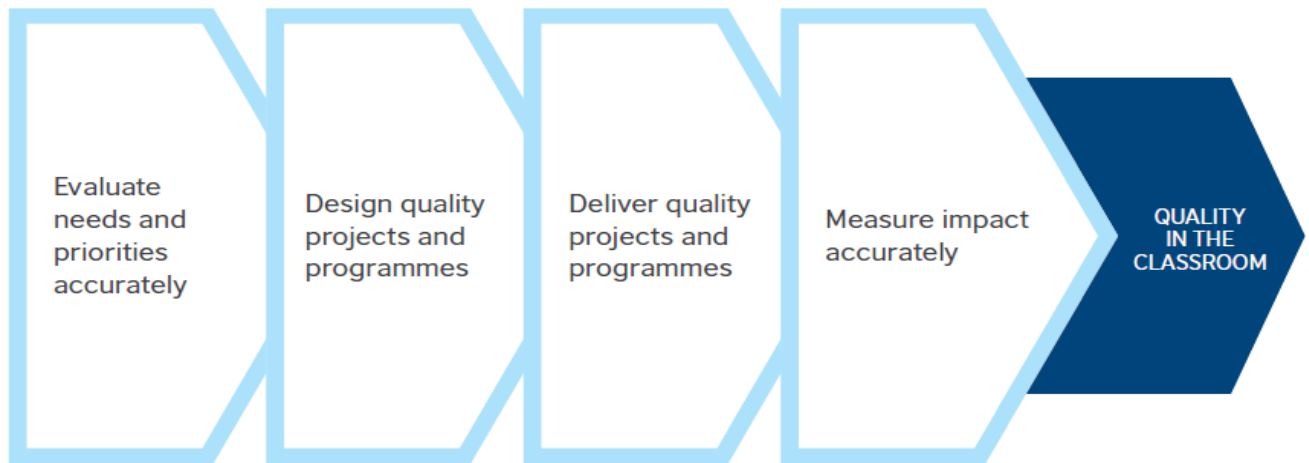 Evaluate
needs and
priorities
accurately
Design quality
projects and
programmes
Deliver quality
projects and
programmes
Measure impact
accurately
QUALITY
IN THE
CLASSROOM